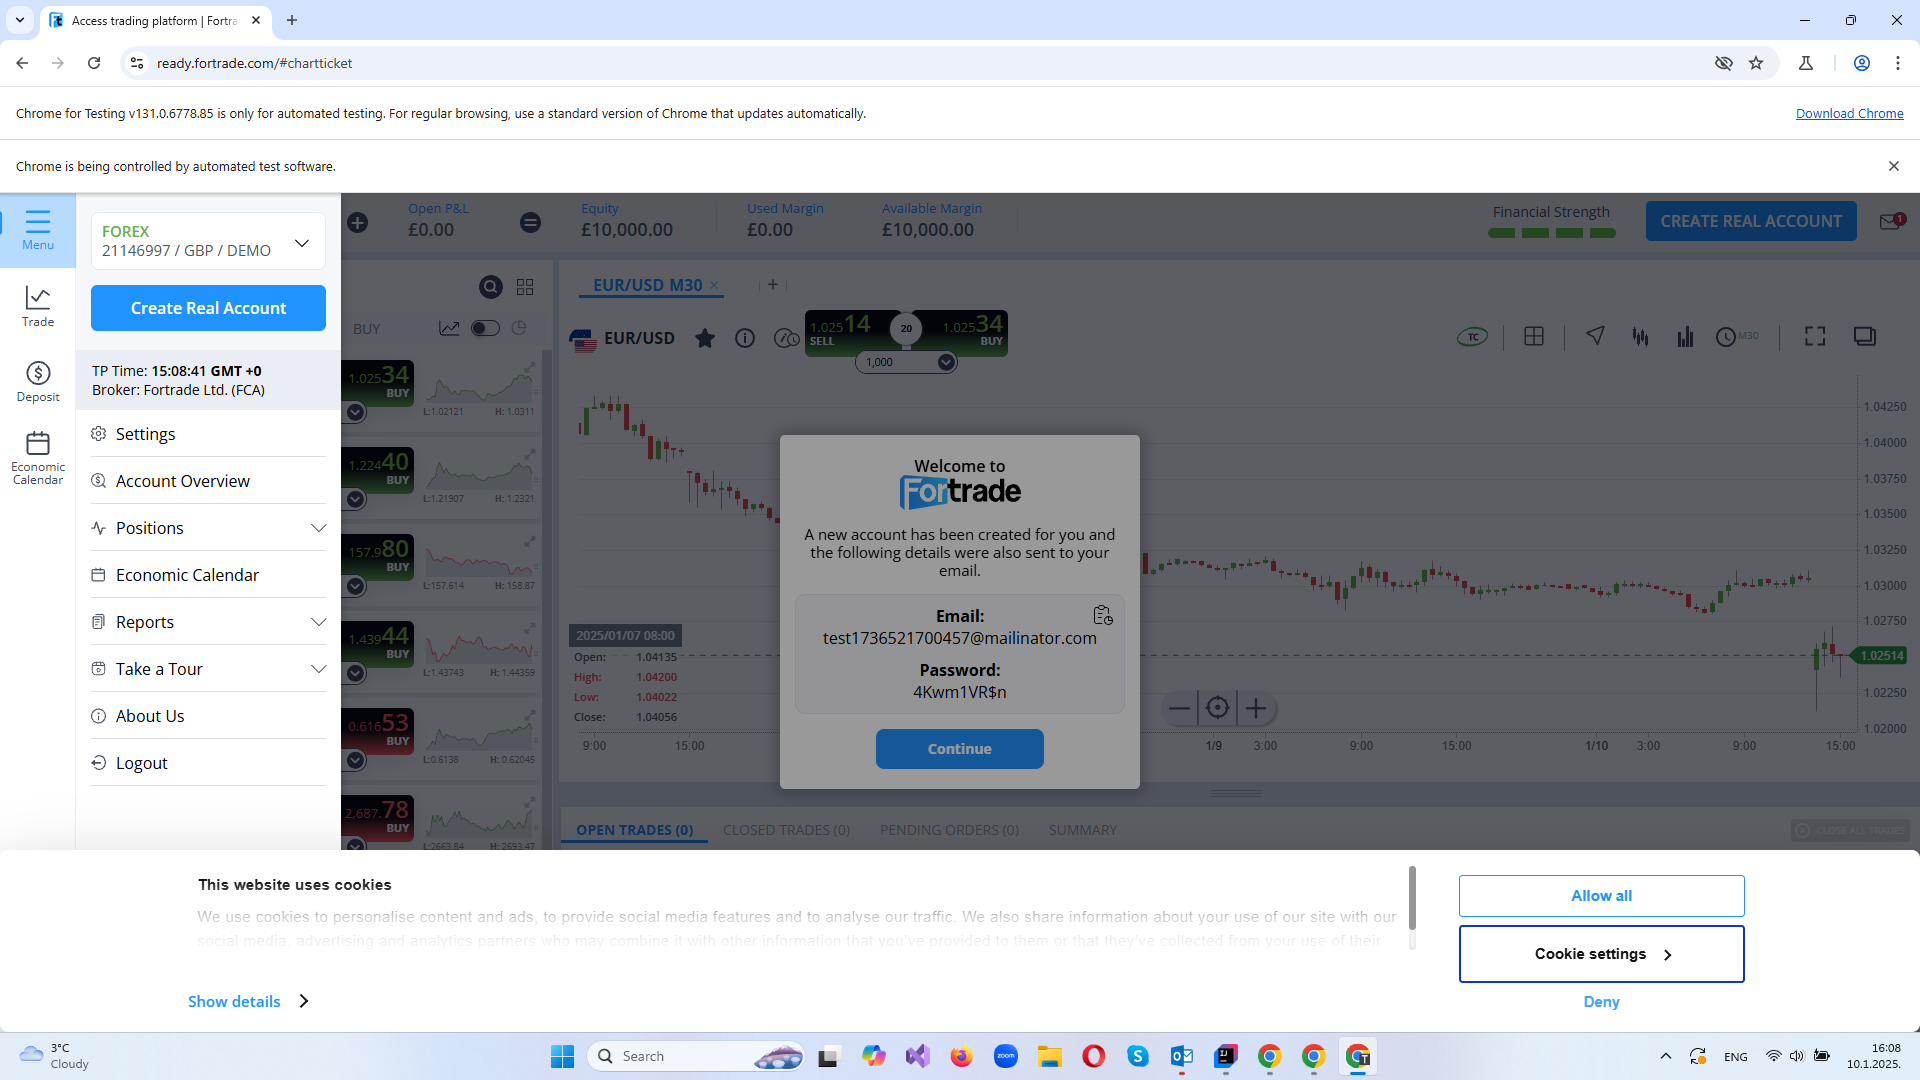 Access trading platform | Fortra
ready.fortrade.com/#chartticket
Chrome for Testing v131.0.6778.85 is only for automated testing. For regular browsing, use a standard version of Chrome that updates automatically.
Download Chrome
Chrome is being controlled by automated test software.
Menu
Trade
Deposit
Economic
Calendar
FOREX
21146997 / GBP / DEMO
Create Real Account
TP Time: 15:08:41 GMT +0
Broker: Fortrade Ltd. (FCA)
Settings
Account Overview
Positions
Economic Calendar
Reports
Take a Tour
About Us
Logout
Open P&L
£0.00
Equity
£10,000.00
Used Margin
£0.00
Available Margin
£10,000.00
Financial Strength
CREATE REAL ACCOUNT
1
BUY
1.02534
BUY
L:1.02121
H: 1.0311
1.22440
BUY
L:1.21907
H: 1.2321
157.980
BUY
L:157.614
H: 158.87
1.43944
BUY
L:1.43743
H: 1.44359
0.61653
BUY
L:0.6138
H: 0.62045
2,687.78
BUY
L:2663.84
H: 2693.47
EUR/USD M30
EUR/USD
1.02514
SELL
20
1.02534
BUY
1,000
TC
M30
1.04250
1.04000
1.03750
1.03500
1.03250
1.03000
1.02750
1.02514
1.02250
1.02000
2025/01/07 08:00
Open: 1.04135
High: 1.04200
Low: 1.04022
Close: 1.04056
9:00
15:00
1/9
3:00
9:00
15:00
1/10
3:00
9:00
15:00
Welcome to
Fortrade
A new account has been created for you and
the following details were also sent to your
email.
Email:
test1736521700457@mailinator.com
Password:
4Kwm1VR$n
Continue
OPEN TRADES (0)
CLOSED TRADES (0)
PENDING ORDERS (0)
SUMMARY
CLOSE ALL TRADES
This website uses cookies
We use cookies to personalise content and ads, to provide social media features and to analyse our traffic. We also share information about your use of our site with our
social media, advertising and analytics partners who may combine it with other information that you've provided to them or that they've collected from your use of their
Show details
Allow all
Cookie settings
Deny
3°C
Cloudy
Search
zoom
ENG
16:08
10.1.2025.